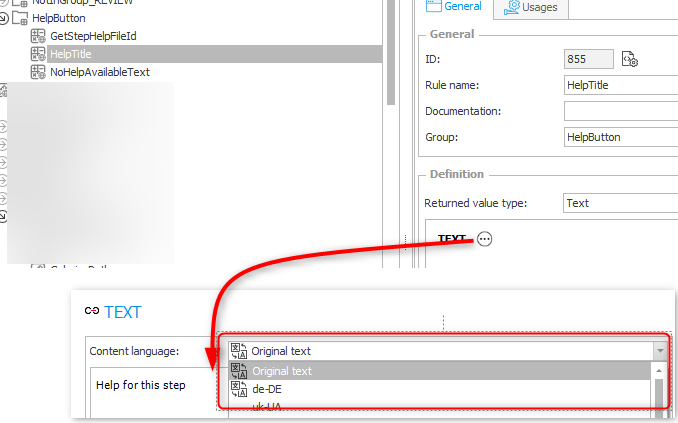 NotInGroup_REVIEW
HelpButton
GetStepHelpFileId
HelpTitle
NoHelpAvailableText
General
Usages
General
ID:
855
Rule name:
HelpTitle
Documentation:
Group:
HelpButton
Definition
Returned value type:
Text
TEXT
TEXT
Content language:
Original text
Original text
Help for this step
de-DE
uk-UA